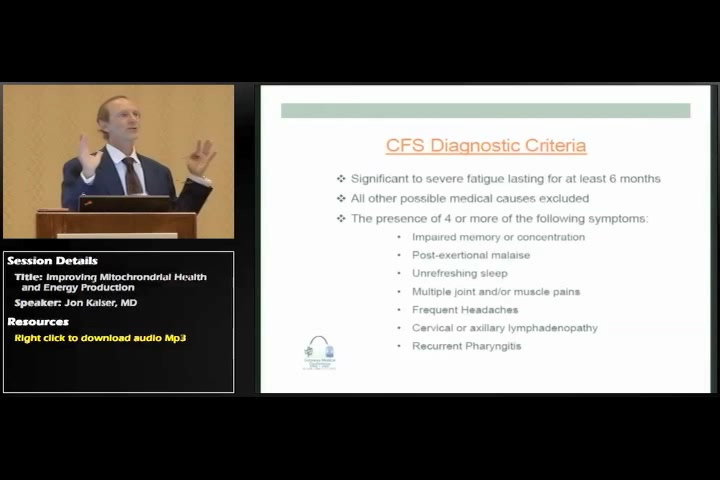 Session Details
Title: Improving Mitochrondrial Health
and Energy Production
Speaker: Jon Kaiser, MD
Resources
Right click to download audio Mp3
CFS Diagnostic Criteria
Significant to severe fatigue lasting for at least 6 months
All other possible medical causes excluded
The presence of 4 or more of the following symptoms:
Impaired memory or concentration
Post-exertional malaise
Unrefreshing sleep
Multiple joint and/or muscle pains
Frequent Headaches
Cervical or axillary lymphadenopathy
Recurrent Pharyngitis